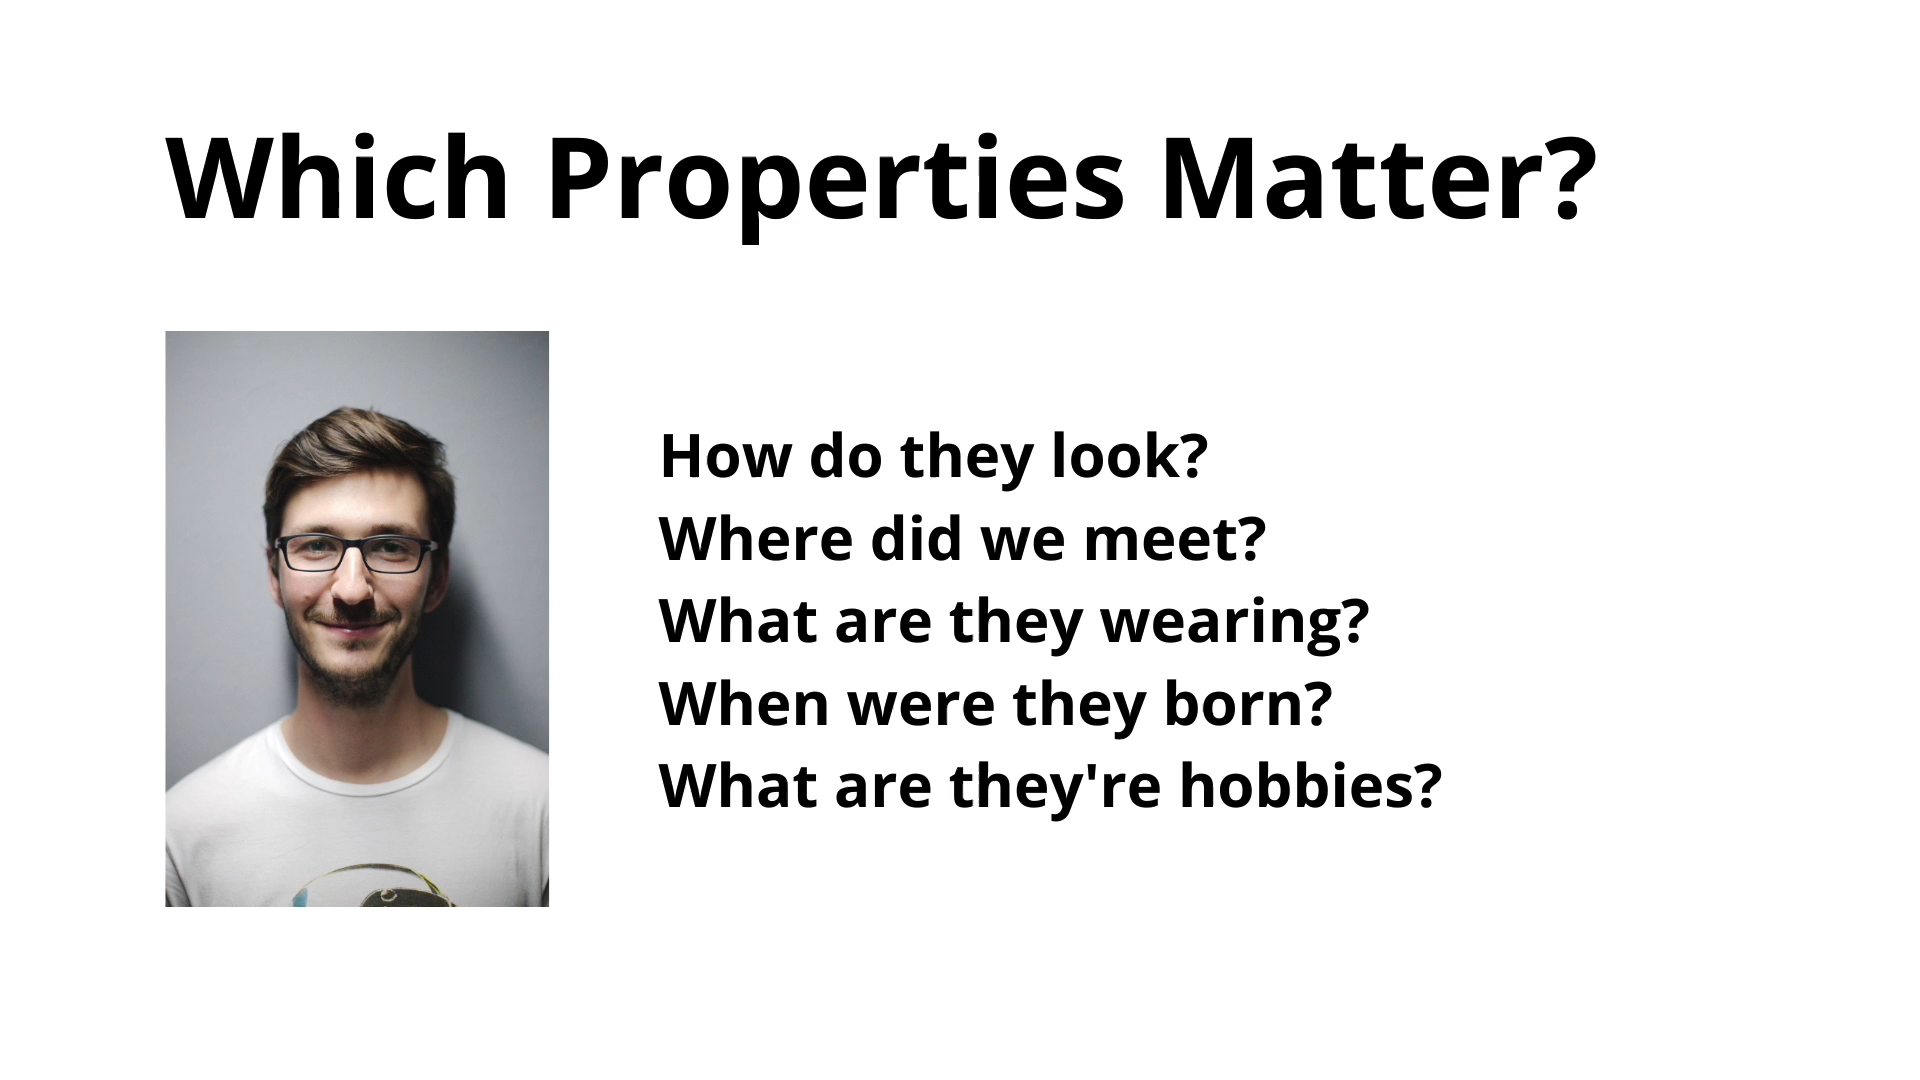 Which Properties Matter?
How do they look?
Where did we meet?
What are they wearing?
When were they born?
What are they're hobbies?